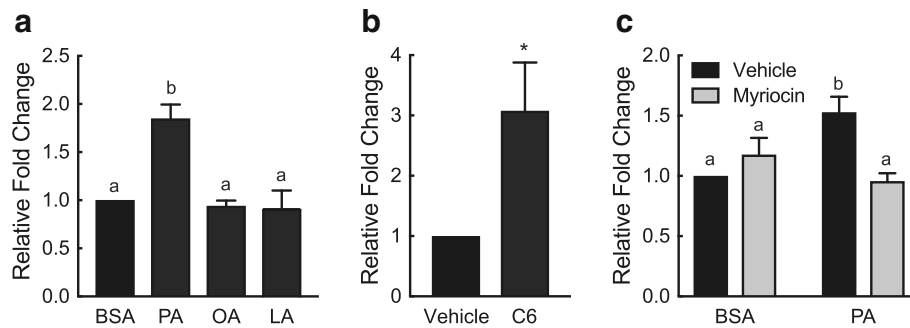 a
Relative Fold Change
2.5
2.0
1.5
1.0
0.5
0.0
a
b
a
a
BSA PA OA LA
b
Relative Fold Change
4
3
2
1
0
*
Vehicle C6
c
Relative Fold Change
2.0
1.5
1.0
0.5
0.0
Vehicle
Myriocin
a
a
b
a
BSA PA